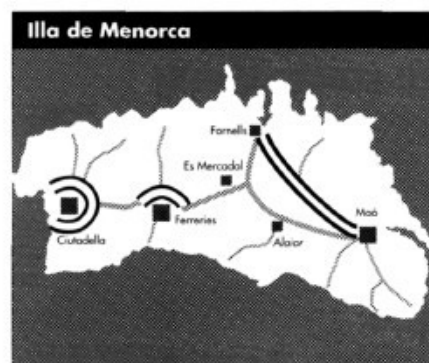 Illa de Menorca
Fornells
Es Mercadal
Maó
Ciutadella
Ferreries
Alaior